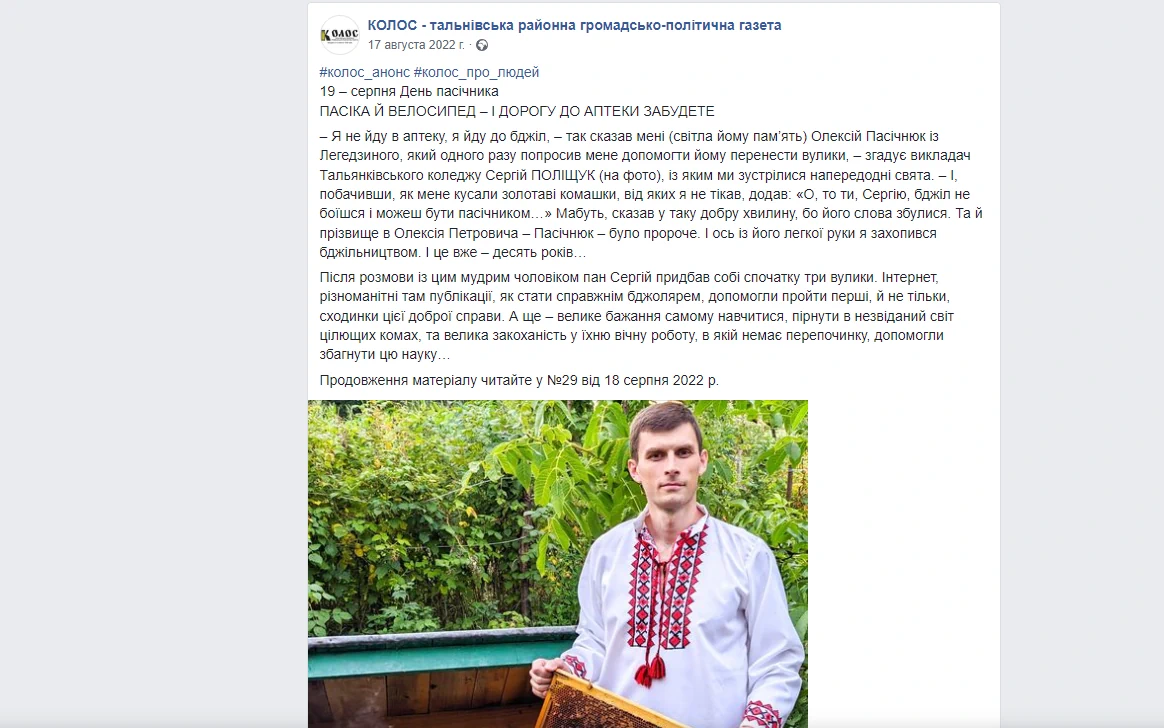 КОЛОС
КОЛОС - тальнівська районна громадсько-політична газета
17 августа 2022 г. ·
#колос_анонс #колос_про_людей
19 – серпня День пасічника
ПАСІКА Й ВЕЛОСИПЕД – І ДОРОГУ ДО АПТЕКИ ЗАБУДЕТЕ
– Я не йду в аптеку, я йду до бджіл, – так сказав мені (світла йому пам’ять) Олексій Пасічнюк із
Легедзиного, який одного разу попросив мене допомогти йому перенести вулики, – згадує викладач
Тальянківського коледжу Сергій ПОЛІЩУК (на фото), із яким ми зустрілися напередодні свята. – І,
побачивши, як мене кусали золотаві комашки, від яких я не тікав, додав: «О, то ти, Сергію, бджіл не
боїшся і можеш бути пасічником…» Мабуть, сказав у таку добру хвилину, бо його слова збулися. Та й
прізвище в Олексія Петровича – Пасічнюк – було пророче. І ось із його легкої руки я захопився
бджільництвом. І це вже – десять років…
Після розмови із цим мудрим чоловіком пан Сергій придбав собі спочатку три вулики. Інтернет,
різноманітні там публікації, як стати справжнім бджолярем, допомогли пройти перші, й не тільки,
сходинки цієї доброї справи. А ще – велике бажання самому навчитися, пірнути в незвіданий світ
цілющих комах, та велика закоханість у їхню вічну роботу, в якій немає перепочинку, допомогли
збагнути цю науку…
Продовження матеріалу читайте у №29 від 18 серпня 2022 р.